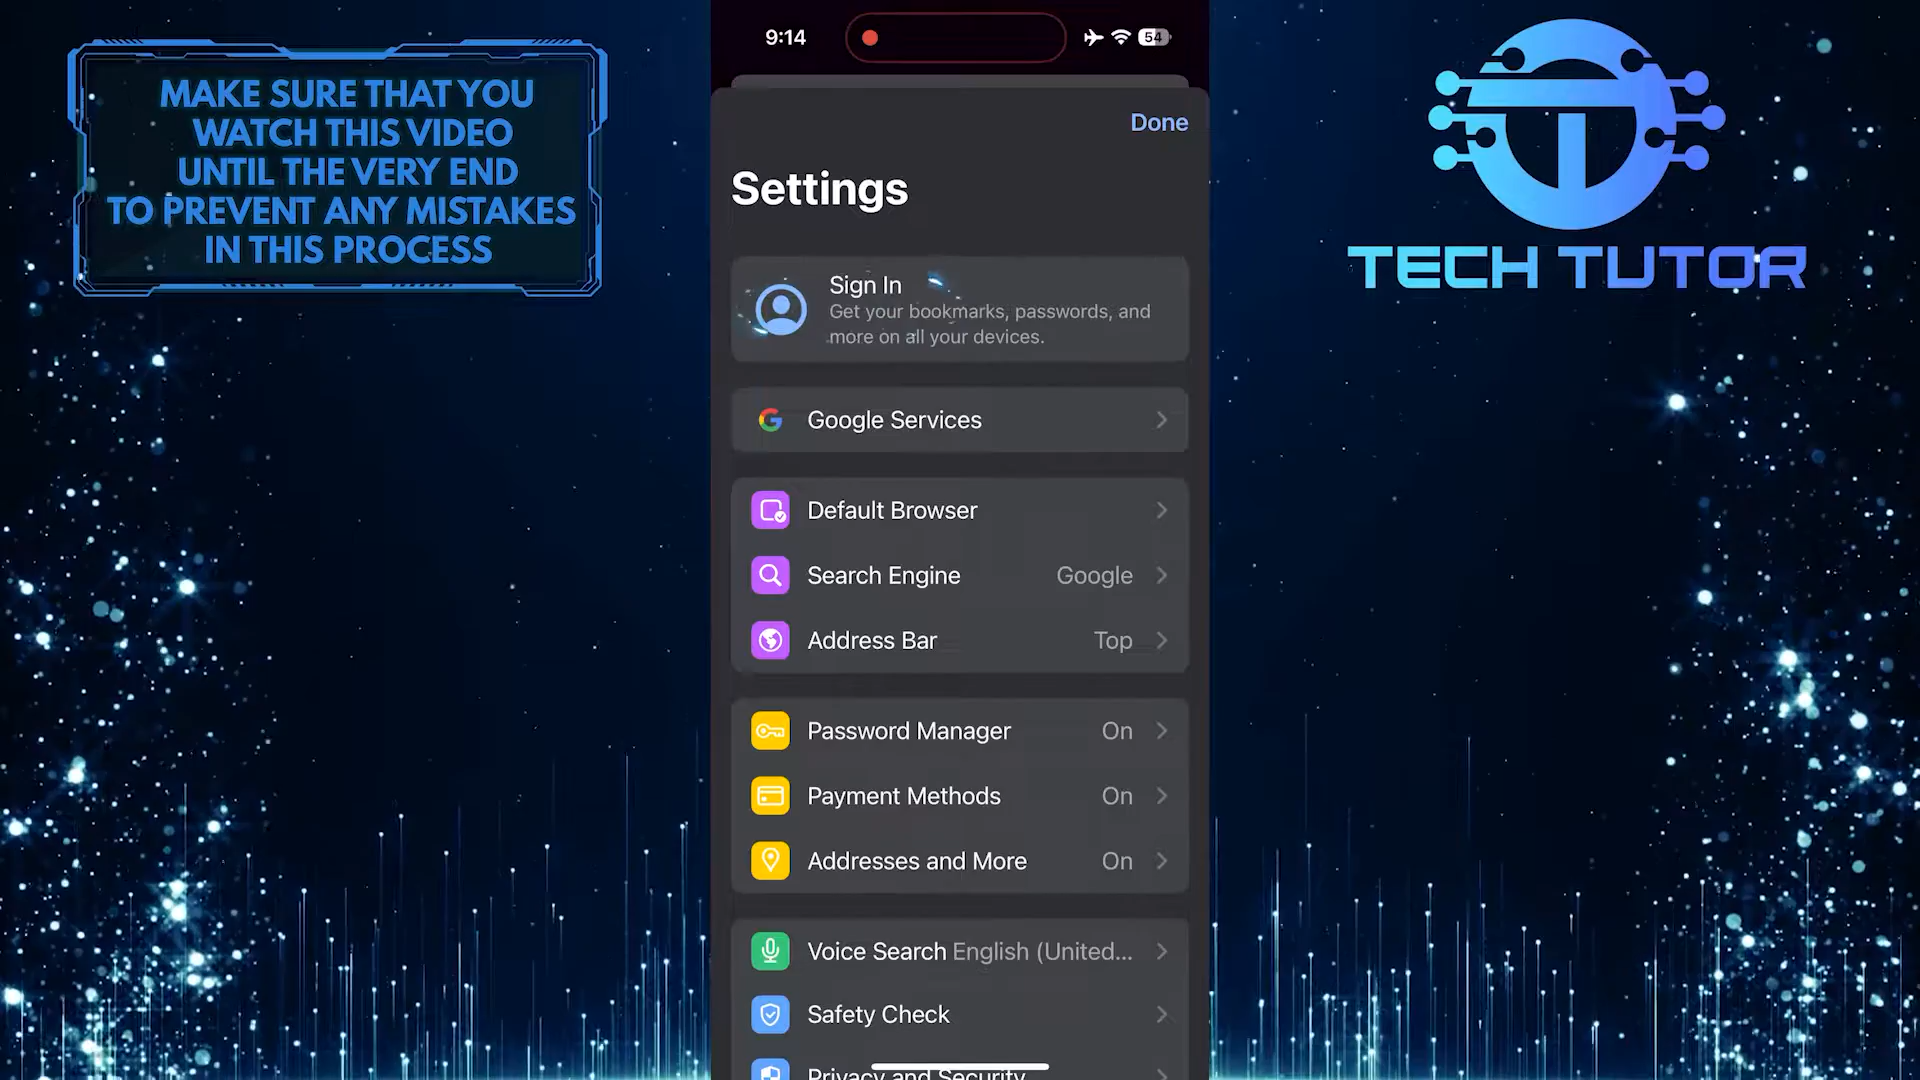 MAKE SURE THAT YOU
WATCH THIS VIDEO
UNTIL THE VERY END
TO PREVENT ANY MISTAKES
IN THIS PROCESS
9:14
54
Done
Settings
Sign In
Get your bookmarks, passwords, and
more on all your devices.
Google Services
Default Browser
Search Engine Google
Address Bar Top
Password Manager On
Payment Methods On
Addresses and More On
Voice Search English (United...
Safety Check
Privacy and Security
TECH TUTOR